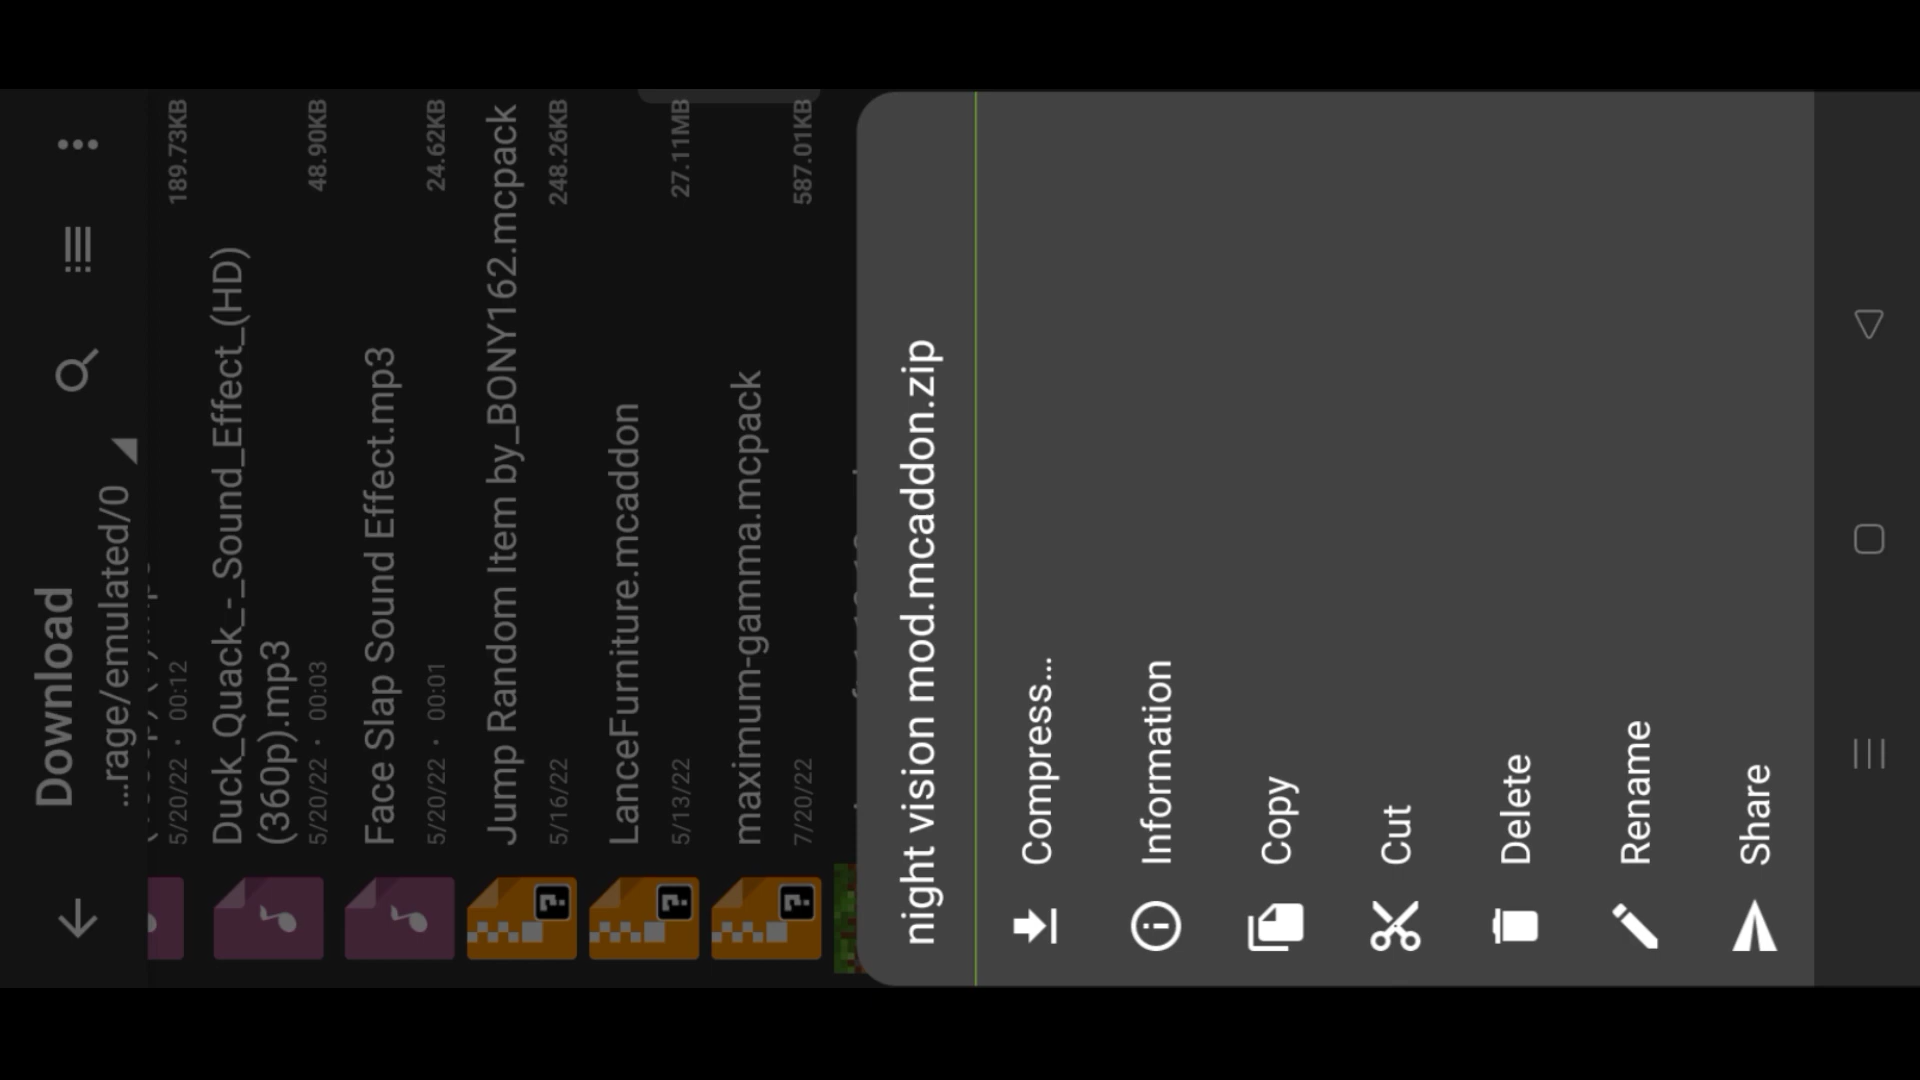 Download
...rage/emulated/0
5/20/22 · 00:12
189.73KB
Duck_Quack_-_Sound_Effect_(HD)
(360p).mp3
5/20/22 · 00:03
48.90KB
Face Slap Sound Effect.mp3
5/20/22 · 00:01
24.62KB
Jump Random Item by_BONY162.mcpack
5/16/22
248.26KB
LanceFurniture.mcaddon
5/13/22
27.11MB
maximum-gamma.mcpack
7/20/22
587.01KB
night vision mod.mcaddon.zip
Compress...
Information
Copy
Cut
Delete
Rename
Share